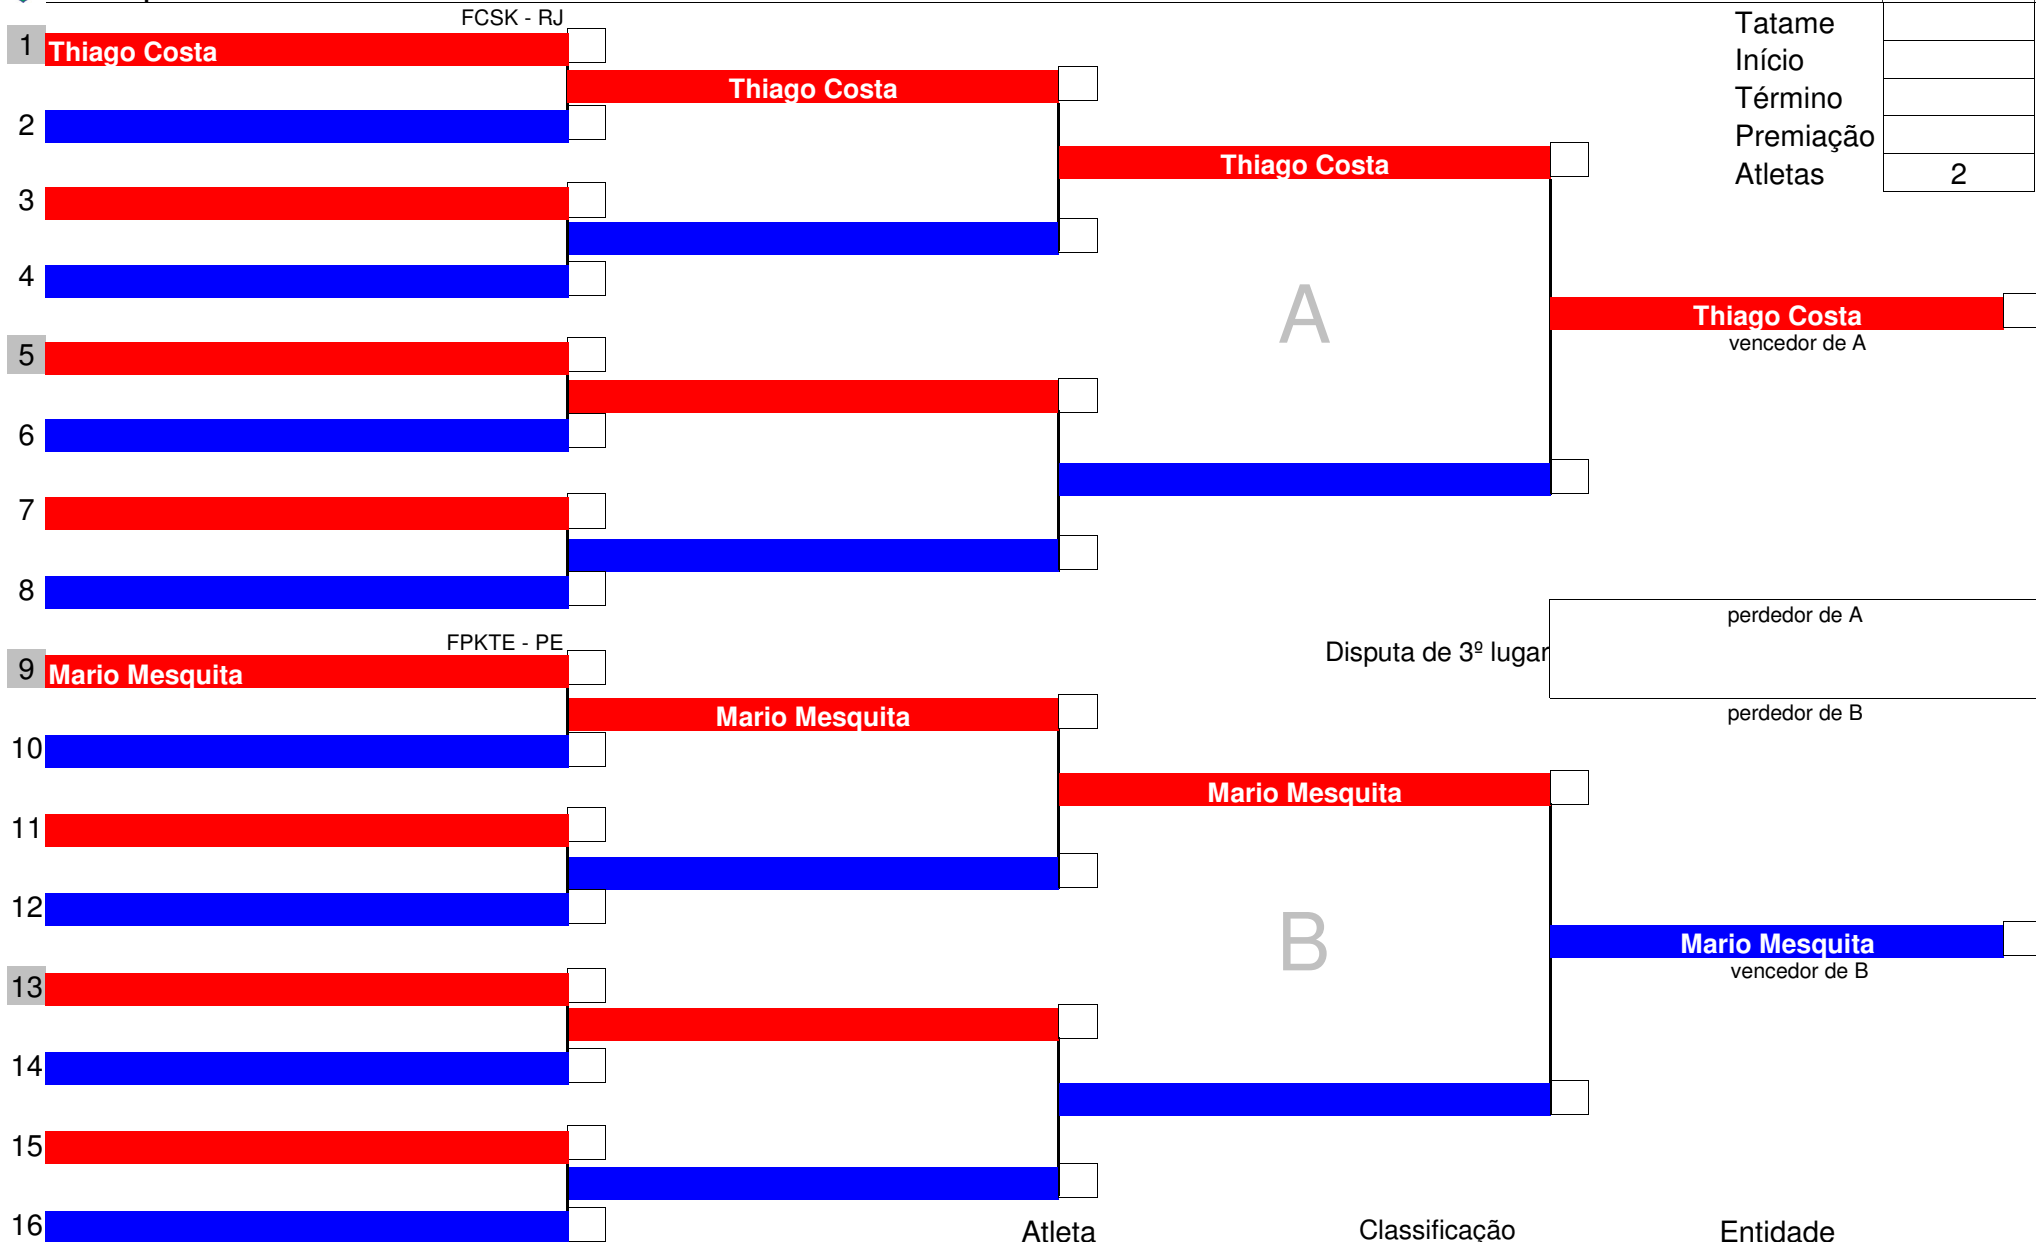 FCSK - RJ
Tatame
1 Thiago Costa
Início
Thiago Costa
Término
2
Premiação
Thiago Costa
Atletas 2
3
4
Thiago Costa
A
vencedor de A
5
6
7
8
perdedor de A
FPKTE - PE
Disputa de 3º lugar
9 Mario Mesquita
Mario Mesquita
perdedor de B
10
Mario Mesquita
11
12
B
Mario Mesquita
vencedor de B
13
14
15
16
Atleta Classificação Entidade